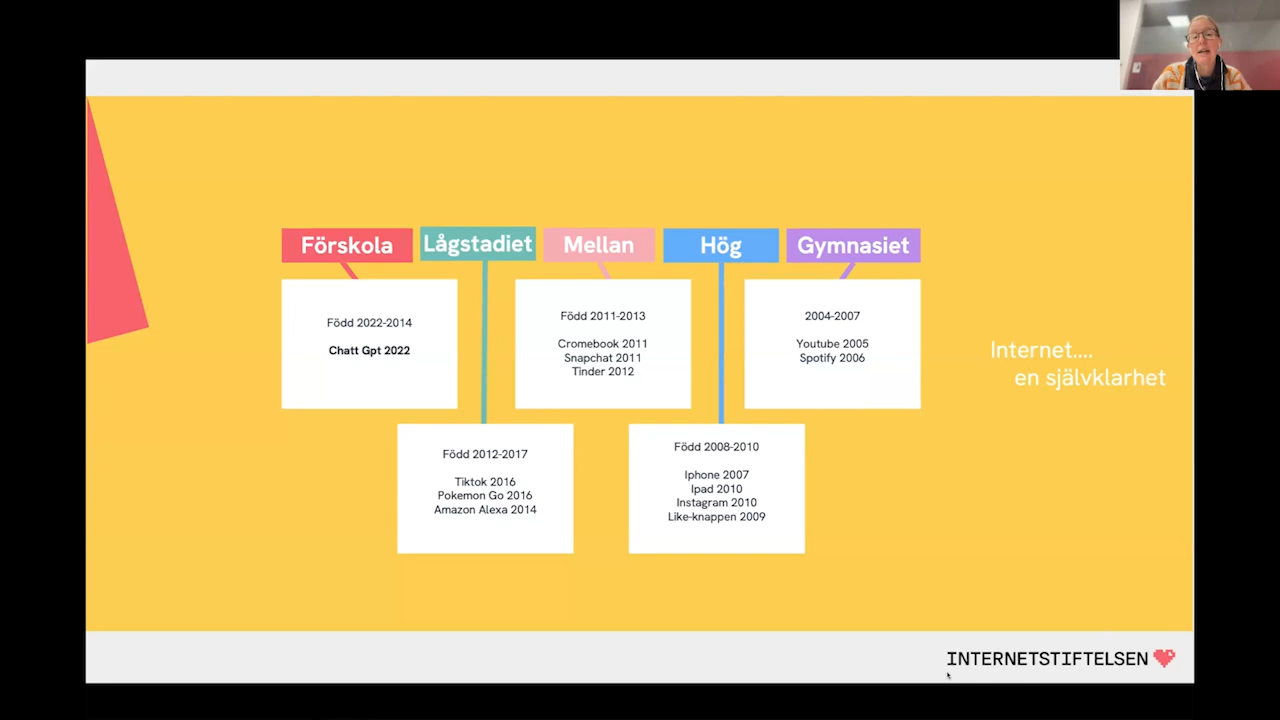 Förskola
Lågstadiet
Mellan
Hög
Gymnasiet
Född 2022-2014
Chatt Gpt 2022
Född 2011-2013
Cromebook 2011
Snapchat 2011
Tinder 2012
2004-2007
Youtube 2005
Spotify 2006
Internet....
en självklarhet
Född 2012-2017
Tiktok 2016
Pokemon Go 2016
Amazon Alexa 2014
Född 2008-2010
Iphone 2007
Ipad 2010
Instagram 2010
Like-knappen 2009
INTERNETSTIFTELSEN